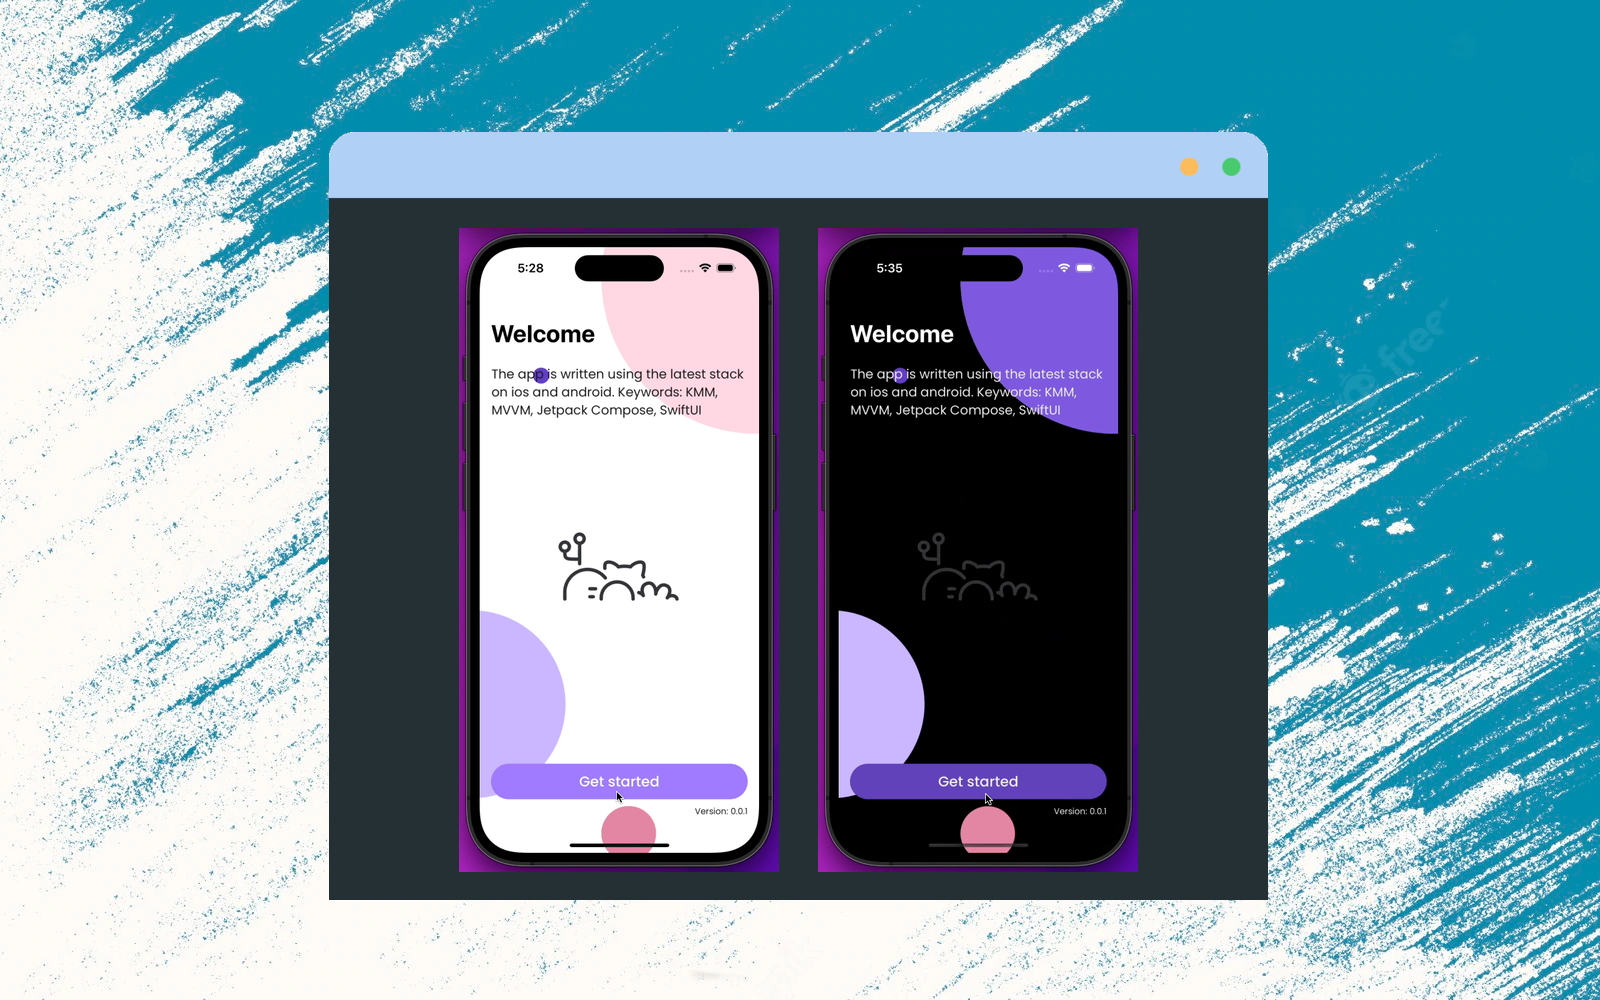 5:28
Welcome
The app is written using the latest stack
on ios and android. Keywords: KMM,
MVVM, Jetpack Compose, SwiftUI
Get started
Version: 0.0.1
5:35
Welcome
The app is written using the latest stack
on ios and android. Keywords: KMM,
MVVM, Jetpack Compose, SwiftUI
Get started
Version: 0.0.1
free